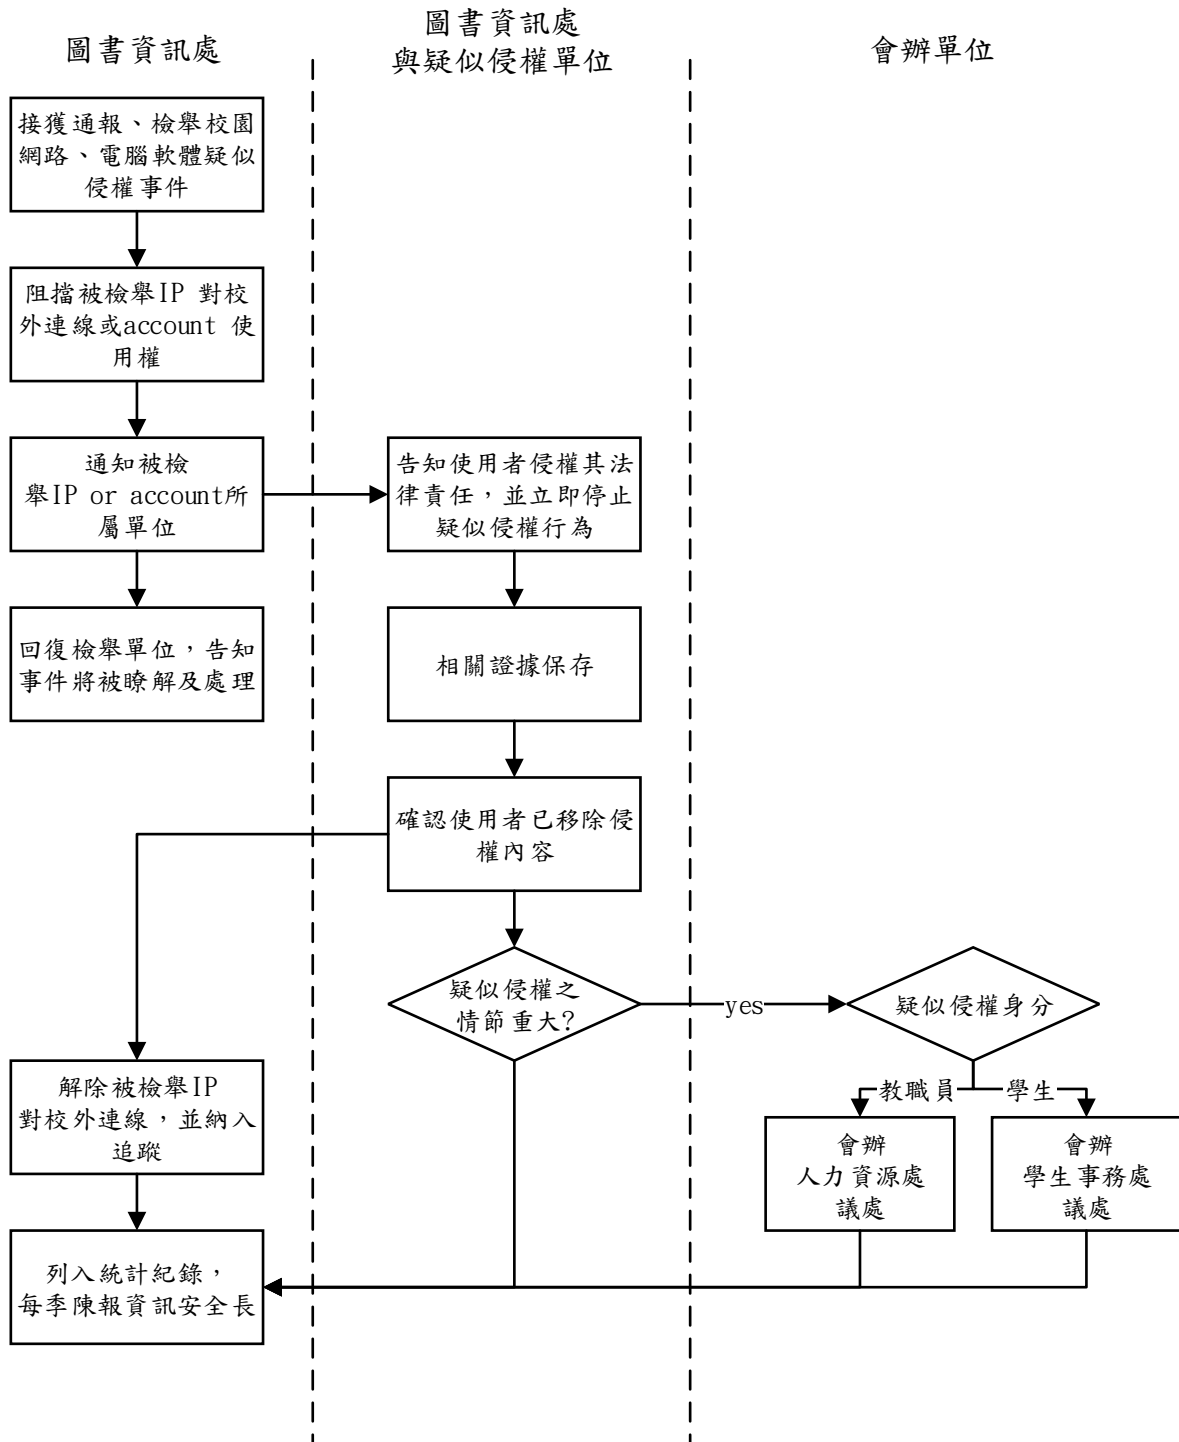 圖書資訊處
圖書資訊處
與疑似侵權單位
會辦單位
接獲通報、檢舉校園
網路、電腦軟體疑似
侵權事件
阻擋被檢舉IP 對校
外連線或account 使
用權
通知被檢
舉IP or account所
屬單位
告知使用者侵權其法
律責任，並立即停止
疑似侵權行為
回復檢舉單位，告知
事件將被瞭解及處理
相關證據保存
確認使用者已移除侵
權內容
疑似侵權之
情節重大?
yes
疑似侵權身分
教職員
學生
解除被檢舉IP
對校外連線，並納入
追蹤
會辦
人力資源處
議處
會辦
學生事務處
議處
列入統計紀錄，
每季陳報資訊安全長